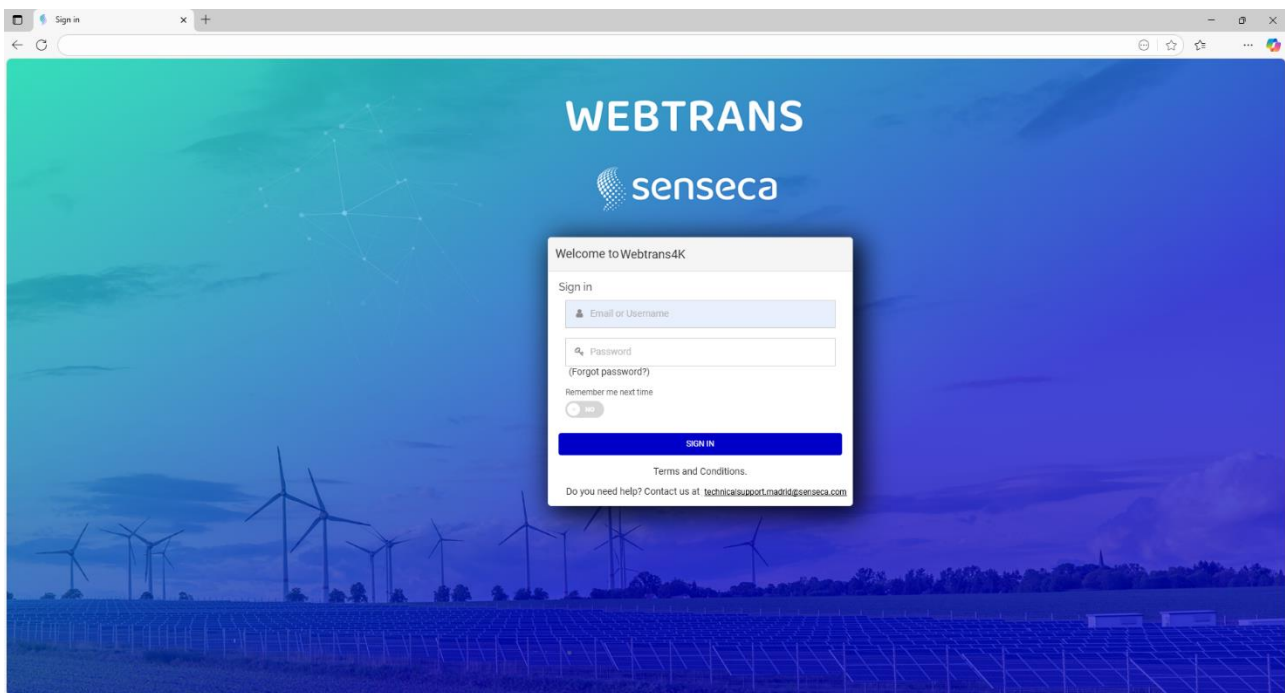 Sign in
WEBTRANS
senseca
Welcome to Webtrans4K
Sign in
Email or Username
Password
(Forgot password?)
Remember me next time
NO
SIGN IN
Terms and Conditions.
Do you need help? Contact us at technicalsupport.madrid@senseca.com